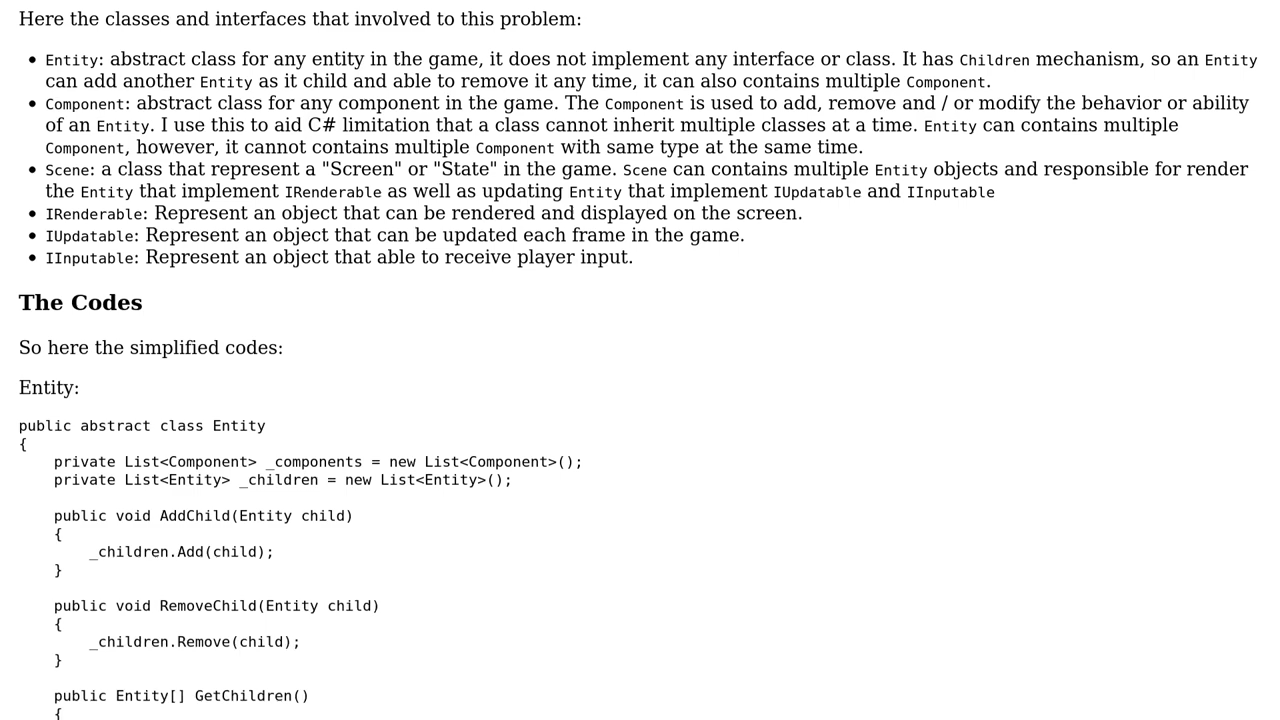 Here the classes and interfaces that involved to this problem:
• Entity: abstract class for any entity in the game, it does not implement any interface or class. It has Children mechanism, so an Entity
can add another Entity as it child and able to remove it any time, it can also contains multiple Component.
• Component: abstract class for any component in the game. The Component is used to add, remove and / or modify the behavior or ability
of an Entity. I use this to aid C# limitation that a class cannot inherit multiple classes at a time. Entity can contains multiple
Component, however, it cannot contains multiple Component with same type at the same time.
• Scene: a class that represent a "Screen" or "State" in the game. Scene can contains multiple Entity objects and responsible for render
the Entity that implement IRenderable as well as updating Entity that implement IUpdatable and IInputable
• IRenderable: Represent an object that can be rendered and displayed on the screen.
• IUpdatable: Represent an object that can be updated each frame in the game.
• IInputable: Represent an object that able to receive player input.
The Codes
So here the simplified codes:
Entity:
public abstract class Entity
{
    private List<Component> _components = new List<Component>();
    private List<Entity> _children = new List<Entity>();
    public void AddChild(Entity child)
    {
        _children.Add(child);
    }
    public void RemoveChild(Entity child)
    {
        _children.Remove(child);
    }
    public Entity[] GetChildren()
    {